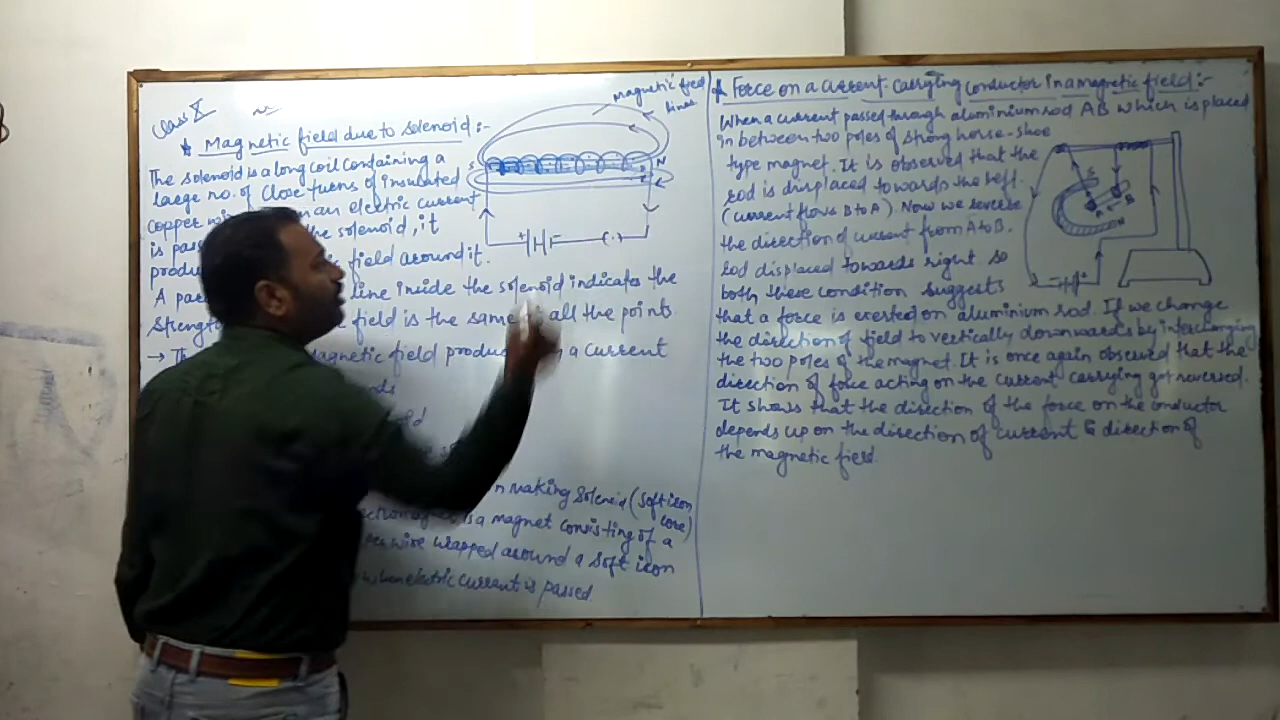 Class X
* Magnetic field due to solenoid :-
The solenoid is a long coil containing a
large no. of close turns of insulated
copper an electric current
is pass the solenoid, it
produ field around it.
A pa line inside the solenoid indicates the
strength field is the same all the points
→ agnetic field produ a current
n making solenoid (soft iron
core)
is a magnet consisting of a
wire wrapped around a soft iron
when electric current is passed.
magnetic field
lines
S
N
+
-
(.)
* Force on a current-carrying conductor in a magnetic field :-
When a current passed through aluminium rod AB which is placed
in between two poles of strong horse-shoe
type magnet. It is observed that the
rod is displaced towards the left.
(current flows B to A). Now we reverse
the direction of current from A to B.
rod displaced towards right so
both these condition suggests
that a force is exerted on aluminium rod. If we change
the direction of field to vertically downwards by interchanging
the two poles of the magnet. It is once again obsorved that the
direction of force acting on the current carrying got reversed.
It shows that the direction of the force on the conductor
depends up on the direction of current & direction of
the magnetic field.
S
A
B
N